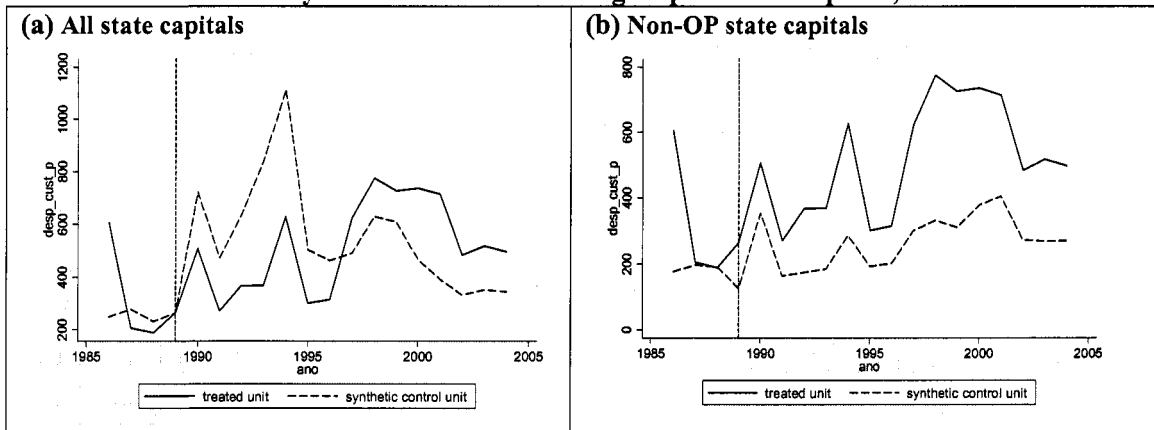 (a) All state capitals
1200
1000
800
600
400
200
desp_cust_p
1985
1990
1995
2000
2005
ano
treated unit
synthetic control unit
(b) Non-OP state capitals
800
600
400
200
0
desp_cust_p
1985
1990
1995
2000
2005
ano
treated unit
synthetic control unit